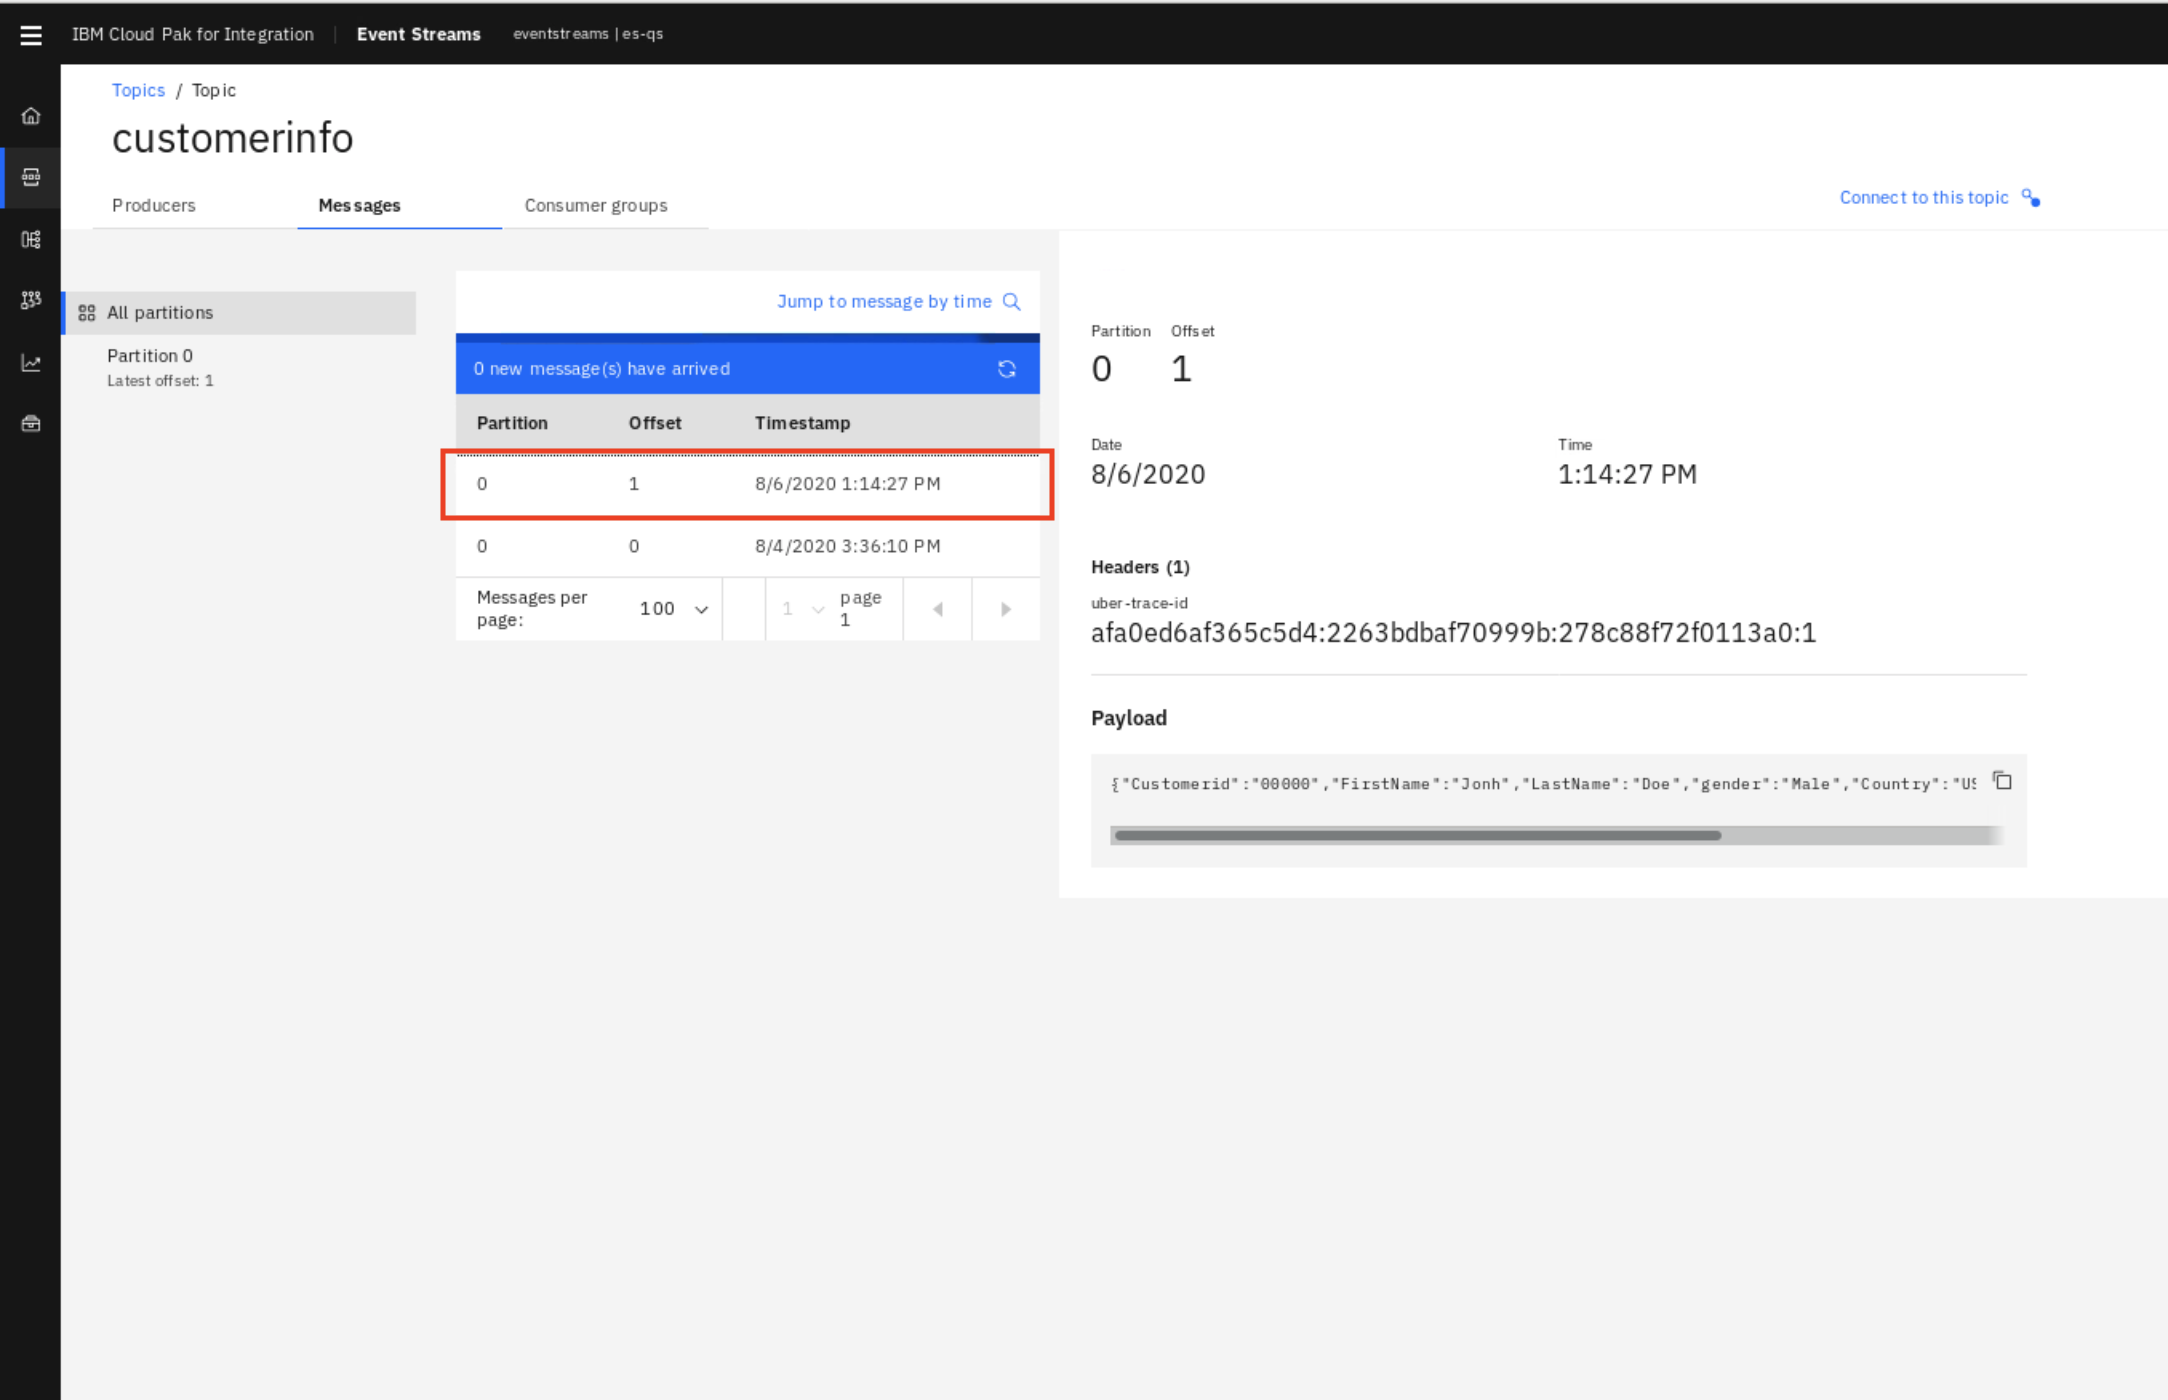 IBM Cloud Pak for Integration | Event Streams eventstreams | es-qs
Topics / Topic
customerinfo
Producers Messages Consumer groups
Connect to this topic
All partitions
Partition 0
Latest offset: 1
Jump to message by time
0 new message(s) have arrived
Partition Offset Timestamp
0 1 8/6/2020 1:14:27 PM
0 0 8/4/2020 3:36:10 PM
Messages per page: 100 1 page 1
Partition Offset
0 1
Date Time
8/6/2020 1:14:27 PM
Headers (1)
uber-trace-id
afa0ed6af365c5d4:2263bdbaf70999b:278c88f72f0113a0:1
Payload
{"Customerid":"00000","FirstName":"Jonh","LastName":"Doe","gender":"Male","Country":"US